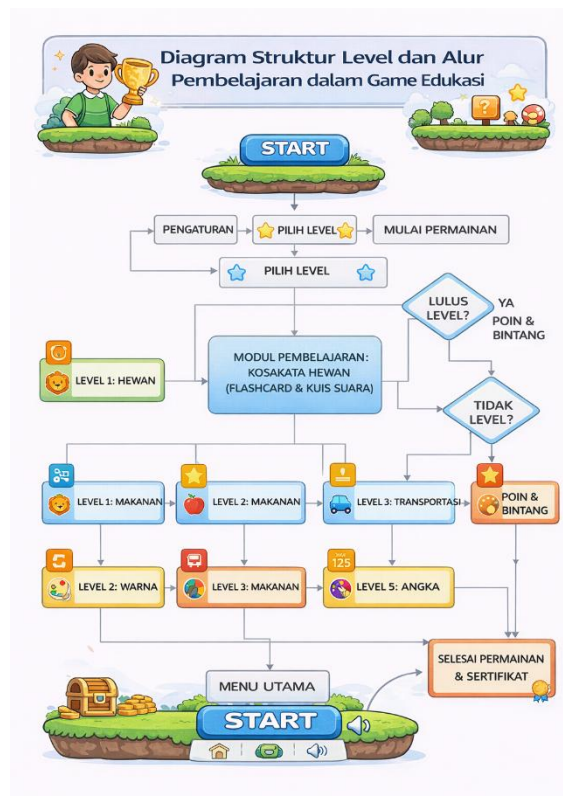 Diagram Struktur Level dan Alur
Pembelajaran dalam Game Edukasi
?
START
PENGATURAN
PILIH LEVEL
MULAI PERMAINAN
PILIH LEVEL
LULUS
LEVEL?
YA
POIN &
BINTANG
MODUL PEMBELAJARAN:
KOSAKATA HEWAN
(FLASHCARD & KUIS SUARA)
LEVEL 1: HEWAN
TIDAK
LEVEL?
LEVEL 1: MAKANAN
LEVEL 2: MAKANAN
LEVEL 3: TRANSPORTASI
POIN &
BINTANG
125
LEVEL 2: WARNA
LEVEL 3: MAKANAN
LEVEL 5: ANGKA
SELESAI PERMAINAN
& SERTIFIKAT
MENU UTAMA
START